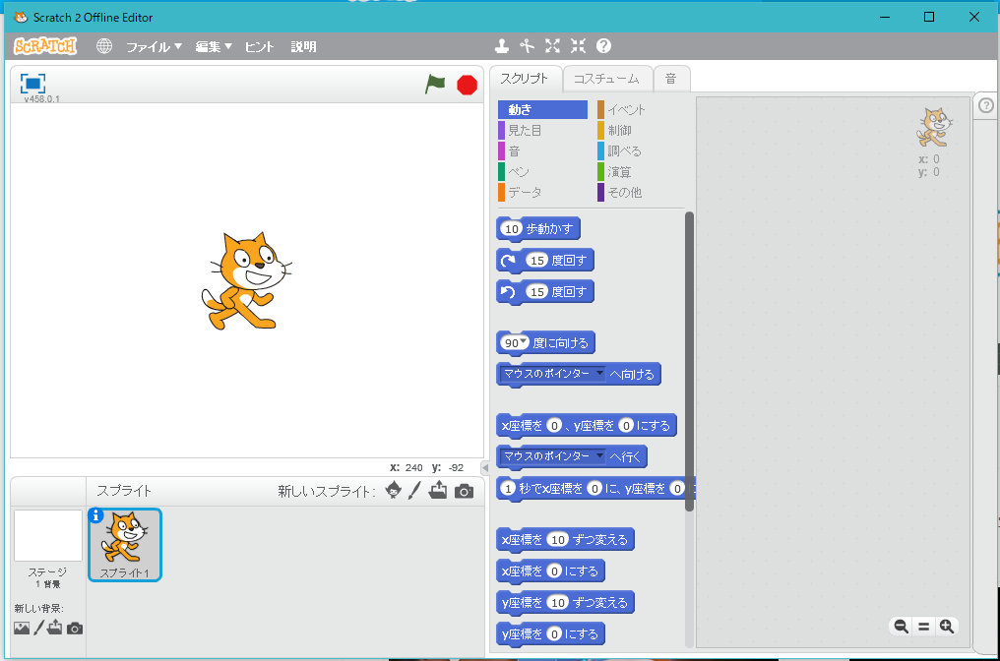 Scratch 2 Offline Editor
SCRATCH ファイル 編集 ヒント 説明
v458.0.1
スクリプト コスチューム 音
動き
見た目
音
ペン
データ
イベント
制御
調べる
演算
その他
x: 0
y: 0
10 歩動かす
15 度回す
15 度回す
90 度に向ける
マウスのポインター へ向ける
x座標を 0 、y座標を 0 にする
マウスのポインター へ行く
1 秒でx座標を 0 に、y座標を 0
x座標を 10 ずつ変える
x座標を 0 にする
y座標を 10 ずつ変える
y座標を 0 にする
x: 240 y: -92
スプライト 新しいスプライト:
ステージ
1 背景
新しい背景:
スプライト1